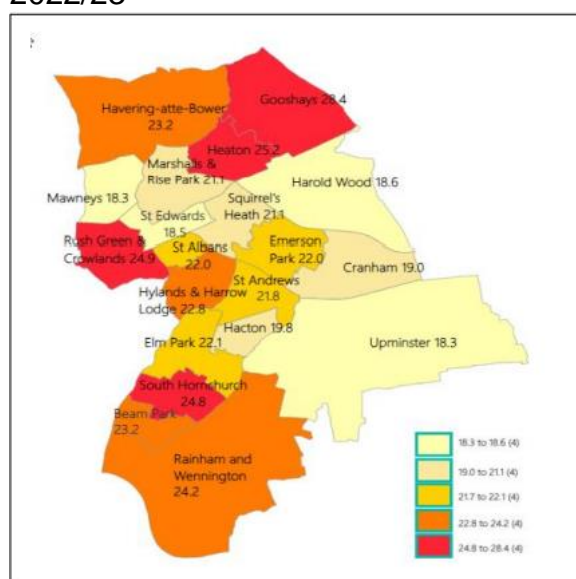 2022/23
Gooshays 28.4
Havering-atte-Bower
23.2
Heaton 25.2
Marshalls &
Rise Park 21.1
Harold Wood 18.6
Mawneys 18.3
Squirrel's
Heath 21.1
St Edwards
18.5
Rush Green &
Crowlands 24.9
St Albans
22.0
Emerson
Park 22.0
Cranham 19.0
Hylands & Harrow
Lodge 22.8
St Andrews
21.8
Hacton 19.8
Elm Park 22.1
Upminster 18.3
South Hornchurch
24.8
Beam Park
23.2
Rainham and
Wennington
24.2
18.3 to 18.6 (4)
19.0 to 21.1 (4)
21.7 to 22.1 (4)
22.8 to 24.2 (4)
24.8 to 28.4 (4)